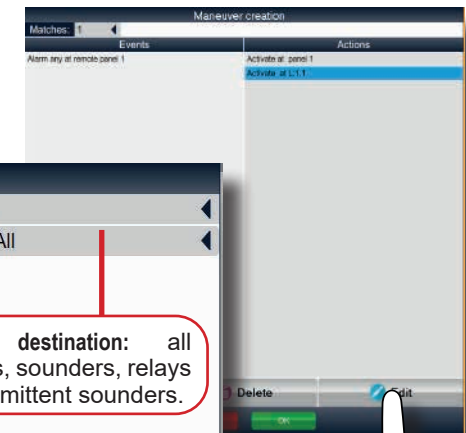 Maneuver creation
Matches: 1
Events
Actions
Alarm any at remote panel 1
Activate at panel 1
Activate at L1.1
All
destination: all
, sounders, relays
mittent sounders.
Delete
Edit
OK